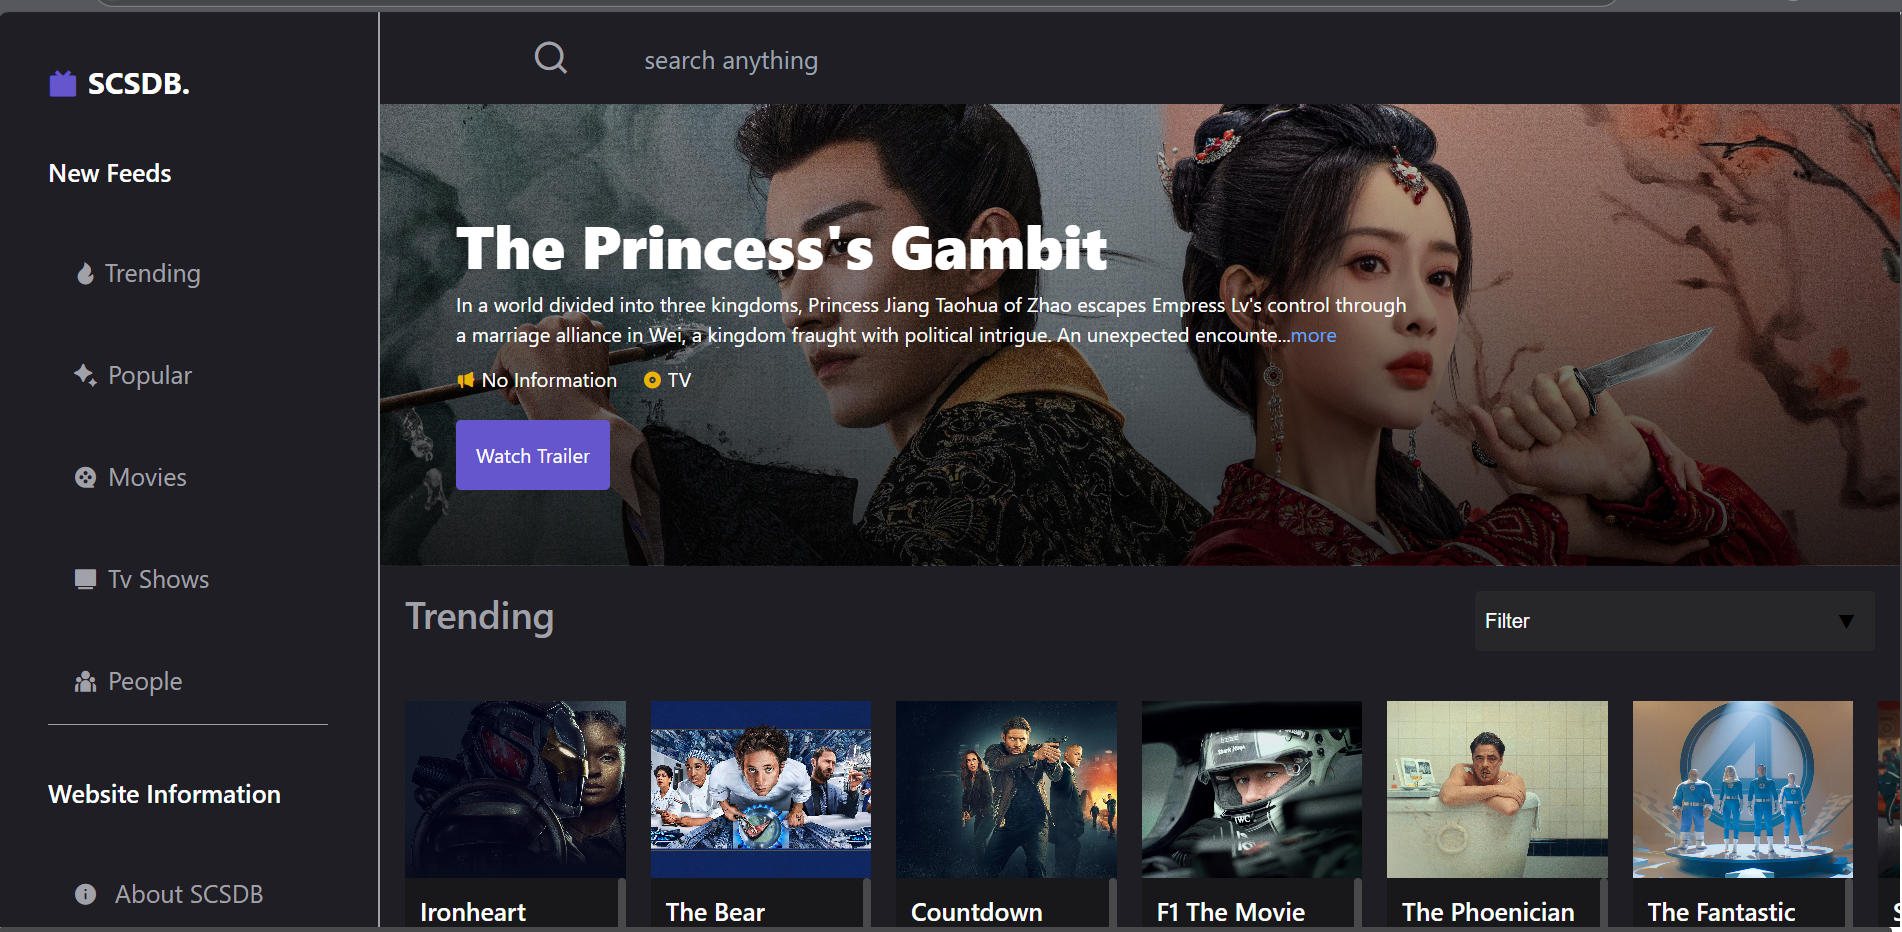 SCSDB.
New Feeds
Trending
Popular
Movies
Tv Shows
People
Website Information
About SCSDB
search anything
The Princess's Gambit
In a world divided into three kingdoms, Princess Jiang Taohua of Zhao escapes Empress Lv's control through
a marriage alliance in Wei, a kingdom fraught with political intrigue. An unexpected encounte...more
No Information TV
Watch Trailer
Trending
Filter
IWC
Ironheart
The Bear
Countdown
F1 The Movie
The Phoenician
The Fantastic